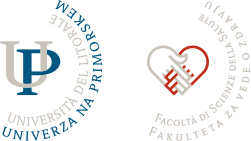 UP
UNIVERSITÀ DEL LITORALE
UNIVERZA NA PRIMORSKEM
FACOLTÀ DI SCIENZE DELLA SALUTE
FAKULTETA ZA VEDE O ZDRAVJU